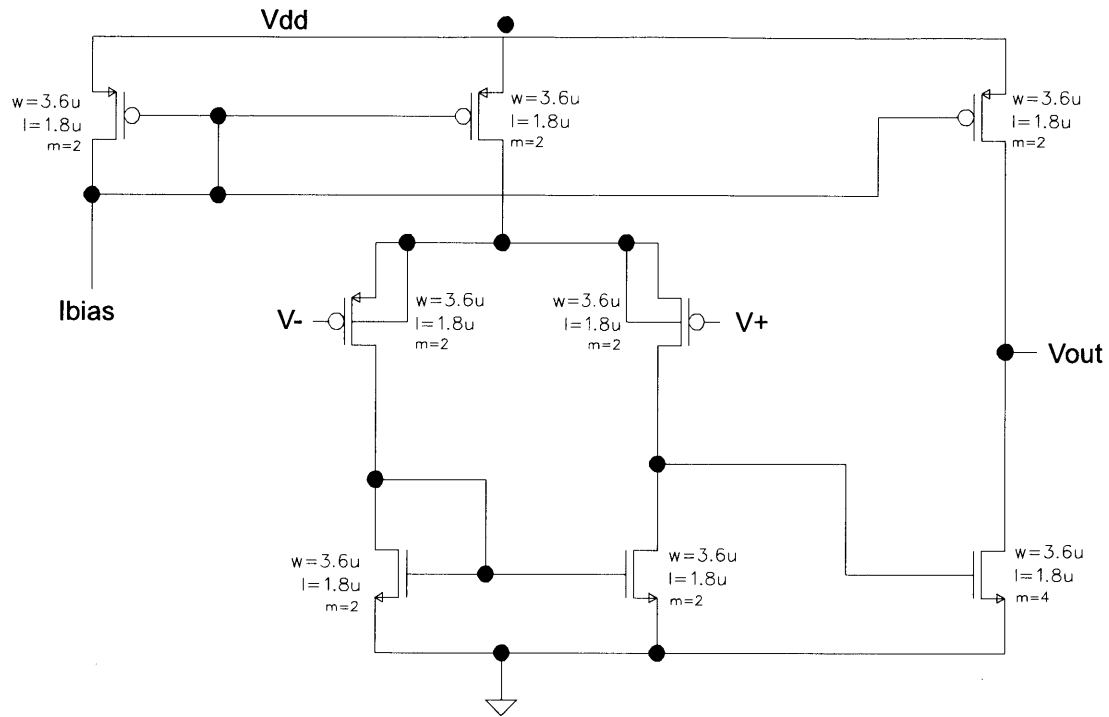 Vdd
w=3.6u
l=1.8u
m=2
w=3.6u
l=1.8u
m=2
w=3.6u
l=1.8u
m=2
Ibias
V-
w=3.6u
l=1.8u
m=2
w=3.6u
l=1.8u
m=2
V+
Vout
w=3.6u
l=1.8u
m=2
w=3.6u
l=1.8u
m=2
w=3.6u
l=1.8u
m=4